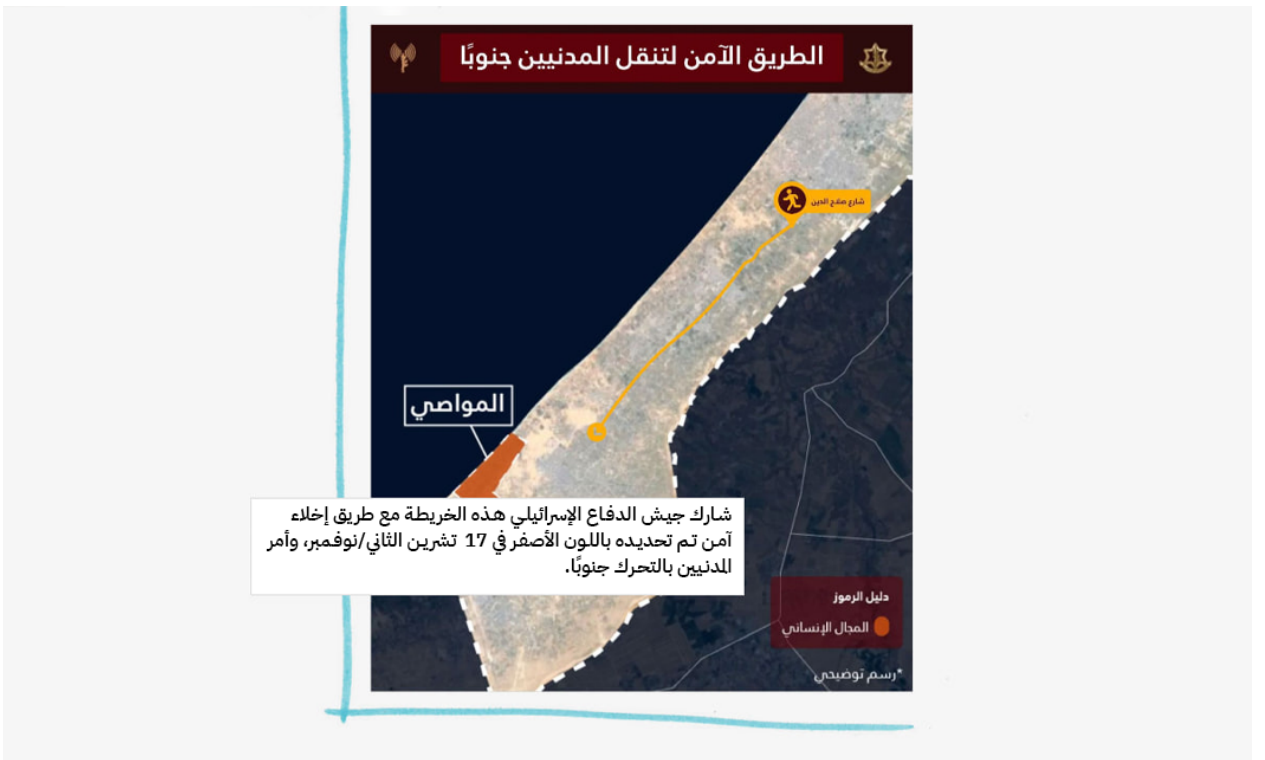 الطريق الآمن لتنقل المدنيين جنوبًا
شارع صلاح الدين
المواصي
شارك جيش الدفاع الإسرائيلي هذه الخريطة مع طريق إخلاء
آمن تم تحديده باللون الأصفر في 17 تشرين الثاني/نوفمبر، وأمر
المدنيين بالتحرك جنوبًا.
دليل الرموز
المجال الإنساني
*رسم توضيحي